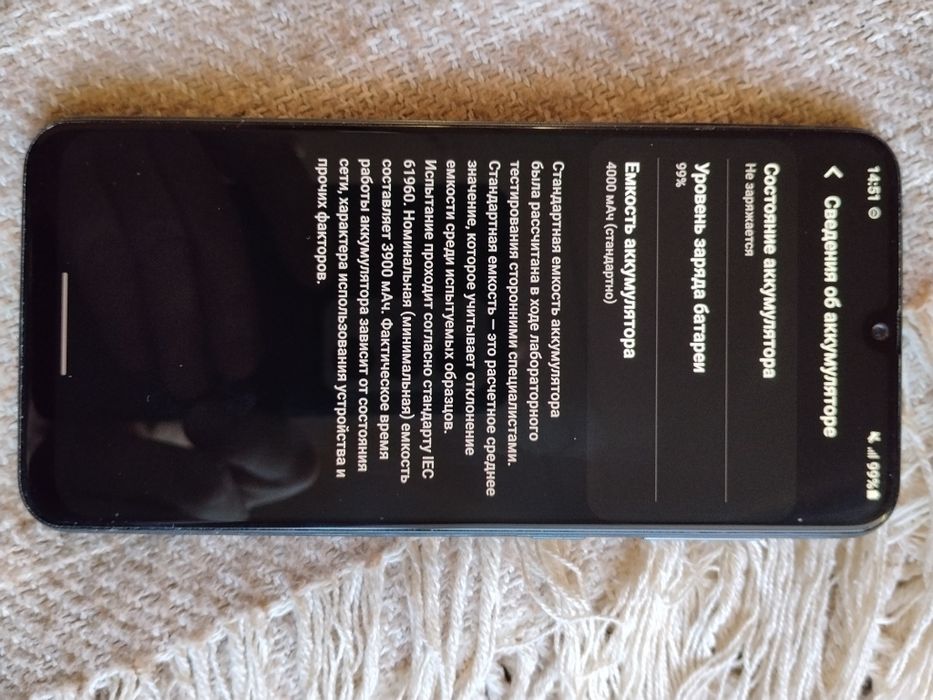 14:51
99%
Сведения об аккумуляторе
Состояние аккумулятора
Не заряжается
Уровень заряда батареи
99%
Емкость аккумулятора
4000 мАч (стандартно)
Стандартная емкость аккумулятора
была рассчитана в ходе лабораторного
тестирования сторонними специалистами.
Стандартная емкость — это расчетное среднее
значение, которое учитывает отклонение
емкости среди испытуемых образцов.
Испытание проходит согласно стандарту IEC
61960. Номинальная (минимальная) емкость
составляет 3900 мАч. Фактическое время
работы аккумулятора зависит от состояния
сети, характера использования устройства и
прочих факторов.